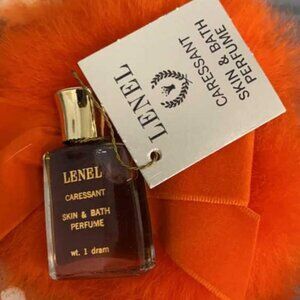 LENEL
CARESSANT
SKIN & BATH
PERFUME
LENEL
CARESSANT
SKIN & BATH
PERFUME
wt. 1 dram